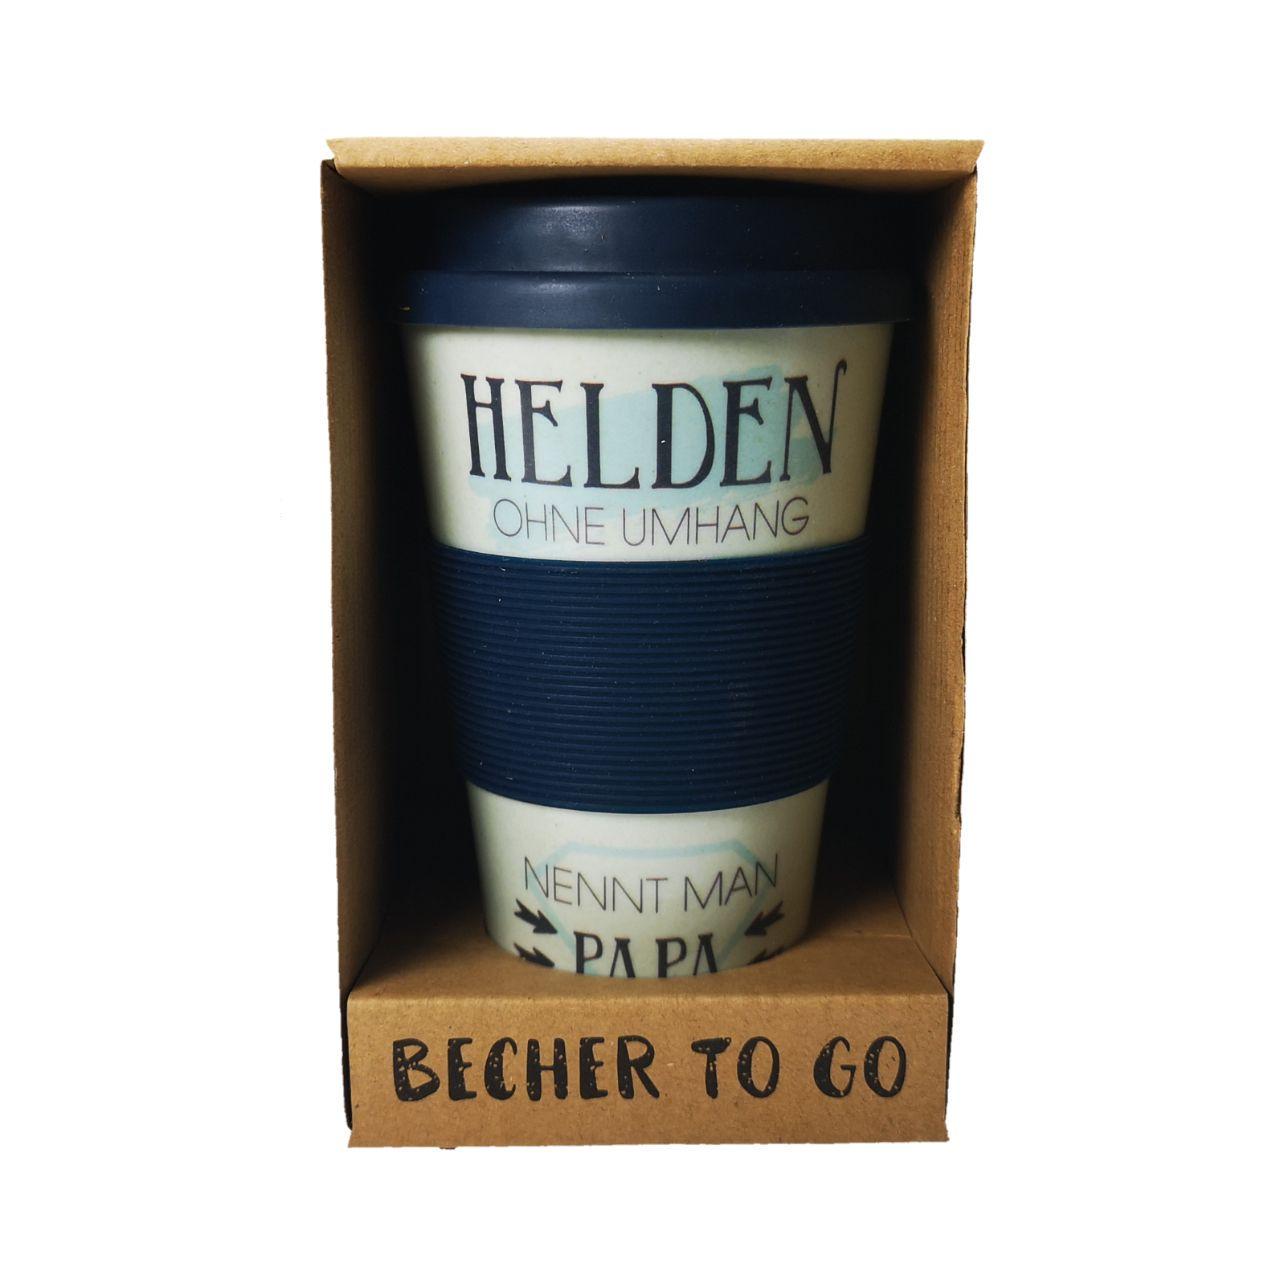 HELDEN
OHNE UMHANG
NENNT MAN
PAPA
BECHER TO GO